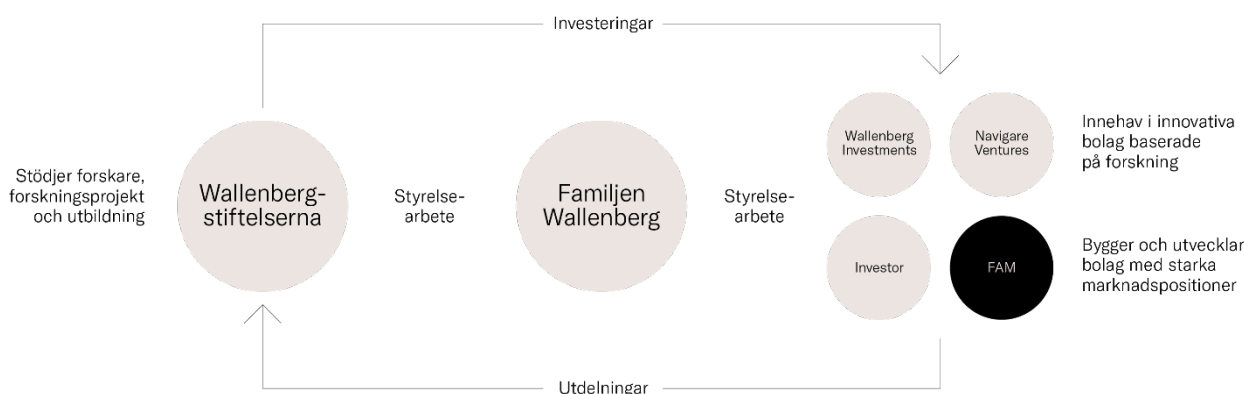 Investeringar
Stödjer forskare,
forskningsprojekt
och utbildning
Wallenberg-
stiftelserna
Styrelse-
arbete
Familjen
Wallenberg
Styrelse-
arbete
Wallenberg
Investments
Navigare
Ventures
Innehav i innovativa
bolag baserade
på forskning
Investor
FAM
Bygger och utvecklar
bolag med starka
marknadspositioner
Utdelningar